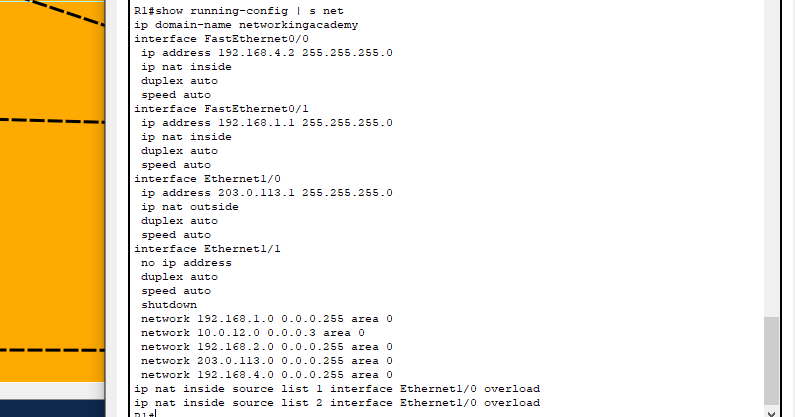 R1#show running-config | s net
ip domain-name networkingacademy
interface FastEthernet0/0
ip address 192.168.4.2 255.255.255.0
ip nat inside
duplex auto
speed auto
interface FastEthernet0/1
ip address 192.168.1.1 255.255.255.0
ip nat inside
duplex auto
speed auto
interface Ethernet1/0
ip address 203.0.113.1 255.255.255.0
ip nat outside
duplex auto
speed auto
interface Ethernet1/1
no ip address
duplex auto
speed auto
shutdown
network 192.168.1.0 0.0.0.255 area 0
network 10.0.12.0 0.0.0.3 area 0
network 192.168.2.0 0.0.0.255 area 0
network 203.0.113.0 0.0.0.255 area 0
network 192.168.4.0 0.0.0.255 area 0
ip nat inside source list 1 interface Ethernet1/0 overload
ip nat inside source list 2 interface Ethernet1/0 overload
R1#